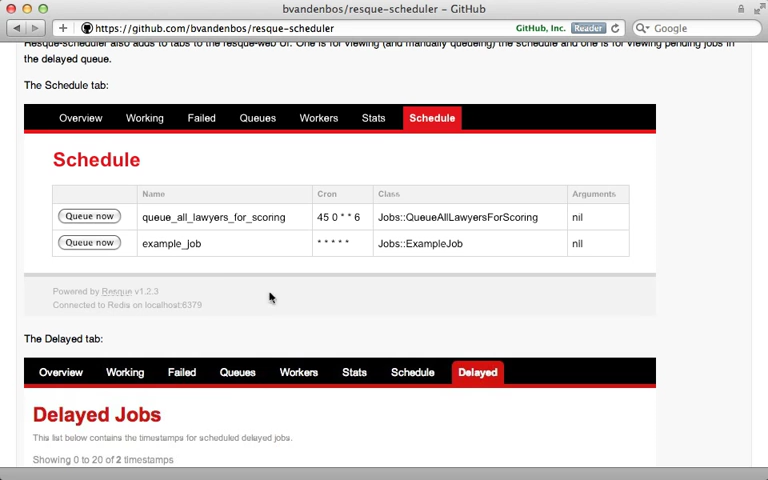 bvandenbos/resque-scheduler – GitHub
https://github.com/bvandenbos/resque-scheduler GitHub, Inc. Reader Google
Resque-scheduler also adds to tabs to the resque-web UI. One is for viewing (and manually queueing) the schedule and one is for viewing pending jobs in
the delayed queue.
The Schedule tab:
Overview Working Failed Queues Workers Stats Schedule
Schedule
Name Cron Class Arguments
Queue now queue_all_lawyers_for_scoring 45 0 * * 6 Jobs::QueueAllLawyersForScoring nil
Queue now example_job * * * * * Jobs::ExampleJob nil
Powered by Resque v1.2.3
Connected to Redis on localhost:6379
The Delayed tab:
Overview Working Failed Queues Workers Stats Schedule Delayed
Delayed Jobs
This list below contains the timestamps for scheduled delayed jobs.
Showing 0 to 20 of 2 timestamps